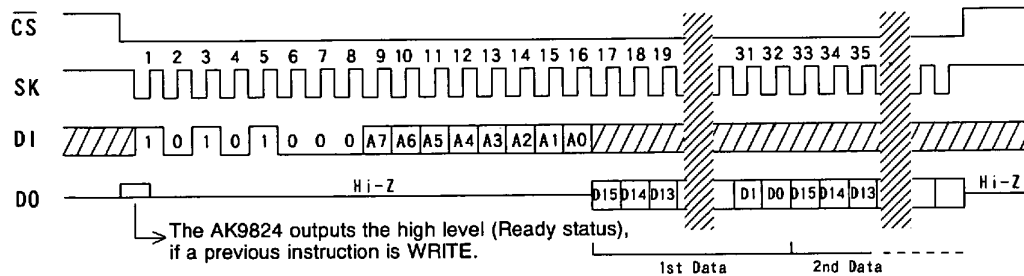 CS
1 2 3 4 5 6 7 8 9 10 11 12 13 14 15 16 17 18 19 31 32 33 34 35
SK
DI 1 0 1 0 1 0 0 0 A7 A6 A5 A4 A3 A2 A1 A0
DO Hi-Z D15 D14 D13 D1 D0 D15 D14 D13 Hi-Z
The AK9824 outputs the high level (Ready status),
if a previous instruction is WRITE.
1st Data 2nd Data